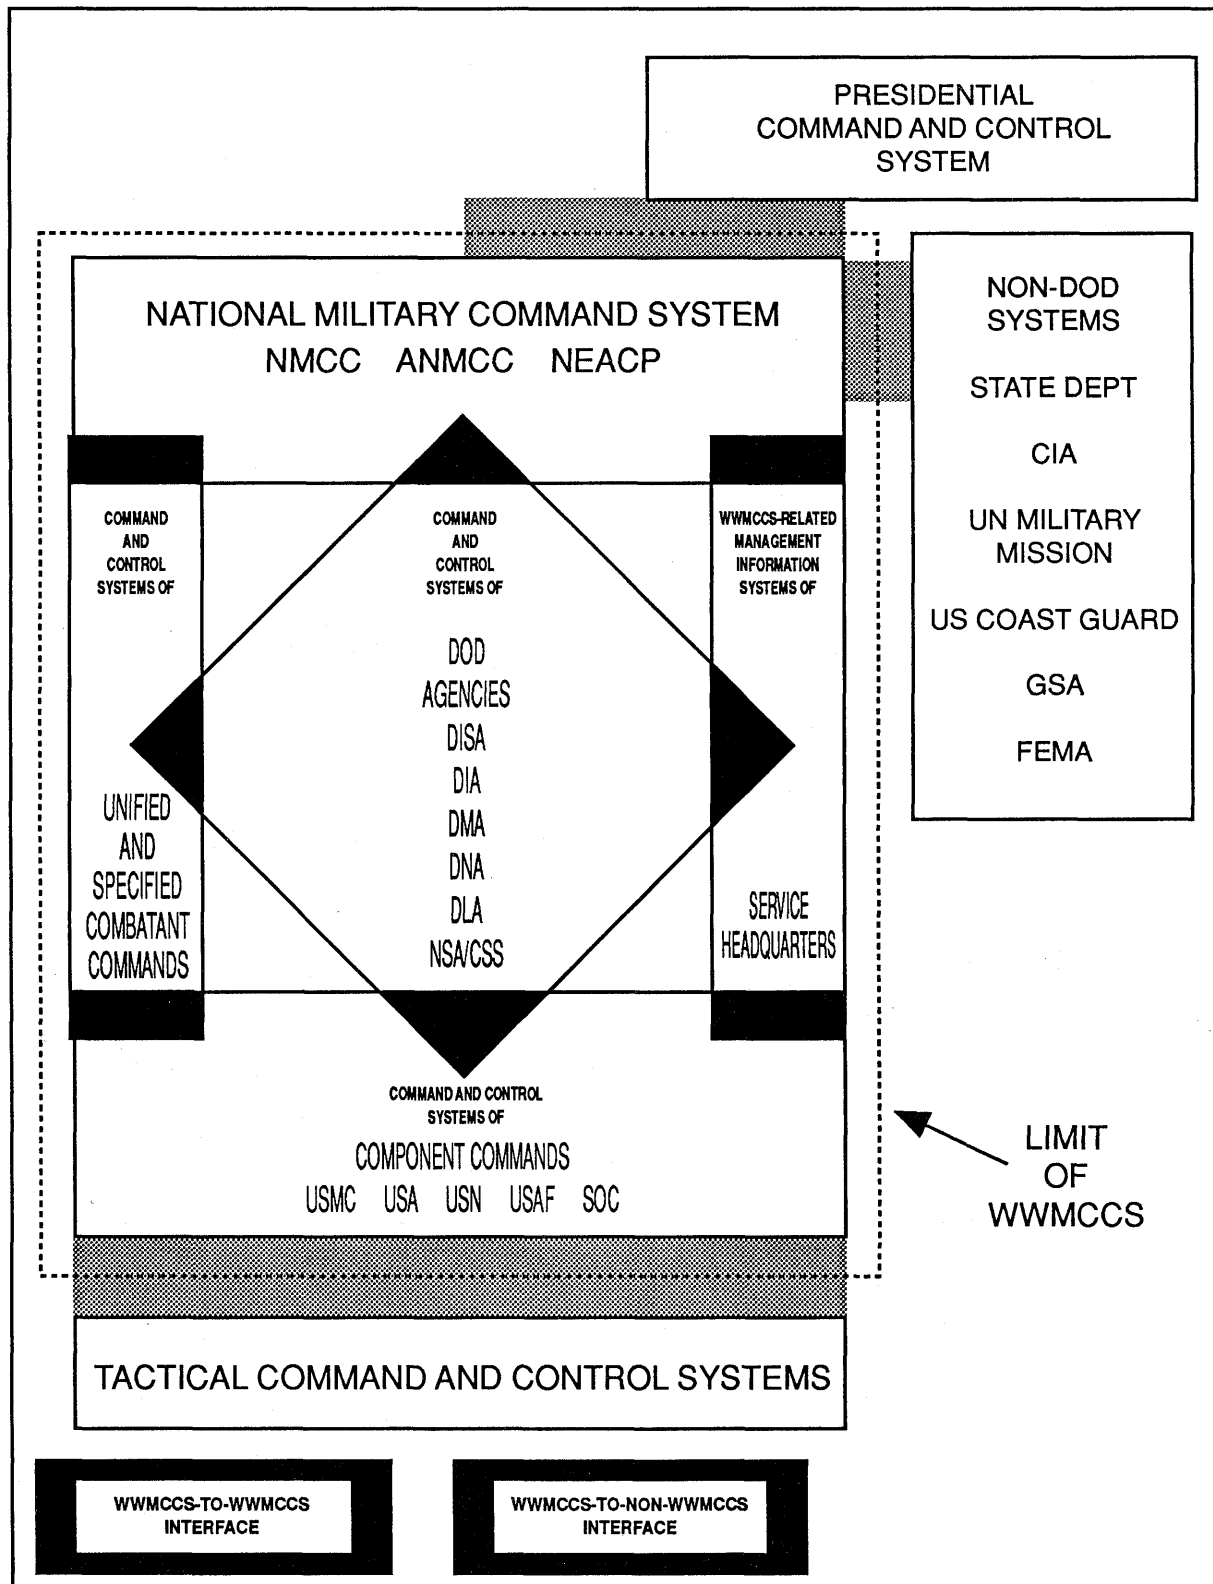 PRESIDENTIAL
COMMAND AND CONTROL
SYSTEM
NATIONAL MILITARY COMMAND SYSTEM
NMCC ANMCC NEACP
NON-DOD
SYSTEMS
STATE DEPT
CIA
UN MILITARY
MISSION
US COAST GUARD
GSA
FEMA
COMMAND
AND
CONTROL
SYSTEMS OF
UNIFIED
AND
SPECIFIED
COMBATANT
COMMANDS
COMMAND
AND
CONTROL
SYSTEMS OF
DOD
AGENCIES
DISA
DIA
DMA
DNA
DLA
NSA/CSS
WWMCCS-RELATED
MANAGEMENT
INFORMATION
SYSTEMS OF
SERVICE
HEADQUARTERS
COMMAND AND CONTROL
SYSTEMS OF
COMPONENT COMMANDS
USMC USA USN USAF SOC
LIMIT
OF
WWMCCS
TACTICAL COMMAND AND CONTROL SYSTEMS
WWMCCS-TO-WWMCCS
INTERFACE
WWMCCS-TO-NON-WWMCCS
INTERFACE